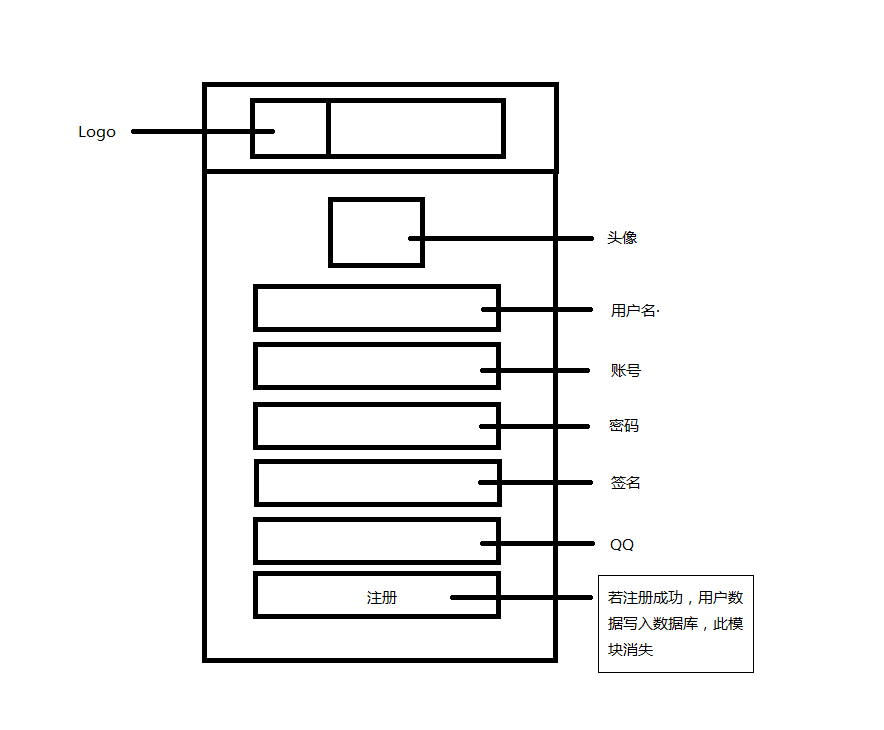 Logo
头像
用户名·
账号
密码
签名
QQ
注册
若注册成功，用户数
据写入数据库，此模
块消失